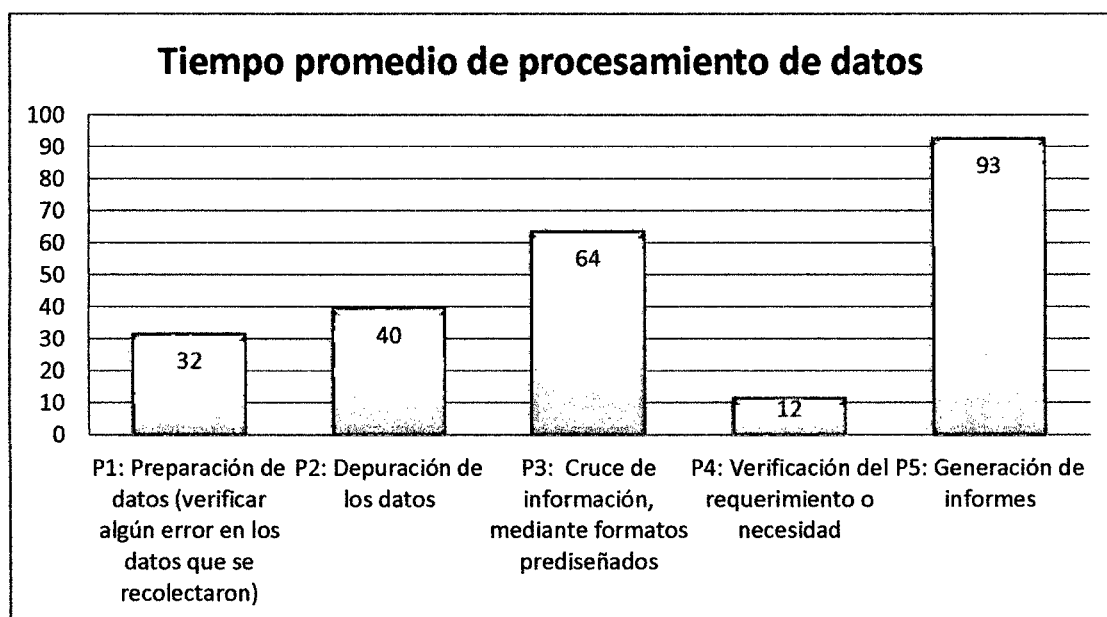 Tiempo promedio de procesamiento de datos
100
90
80
70
60
50
40
30
20
10
0
32
40
64
12
93
P1: Preparación de
datos (verificar
algún error en los
datos que se
recolectaron)
P2: Depuración de
los datos
P3: Cruce de
información,
mediante formatos
prediseñados
P4: Verificación del
requerimiento o
necesidad
P5: Generación de
informes